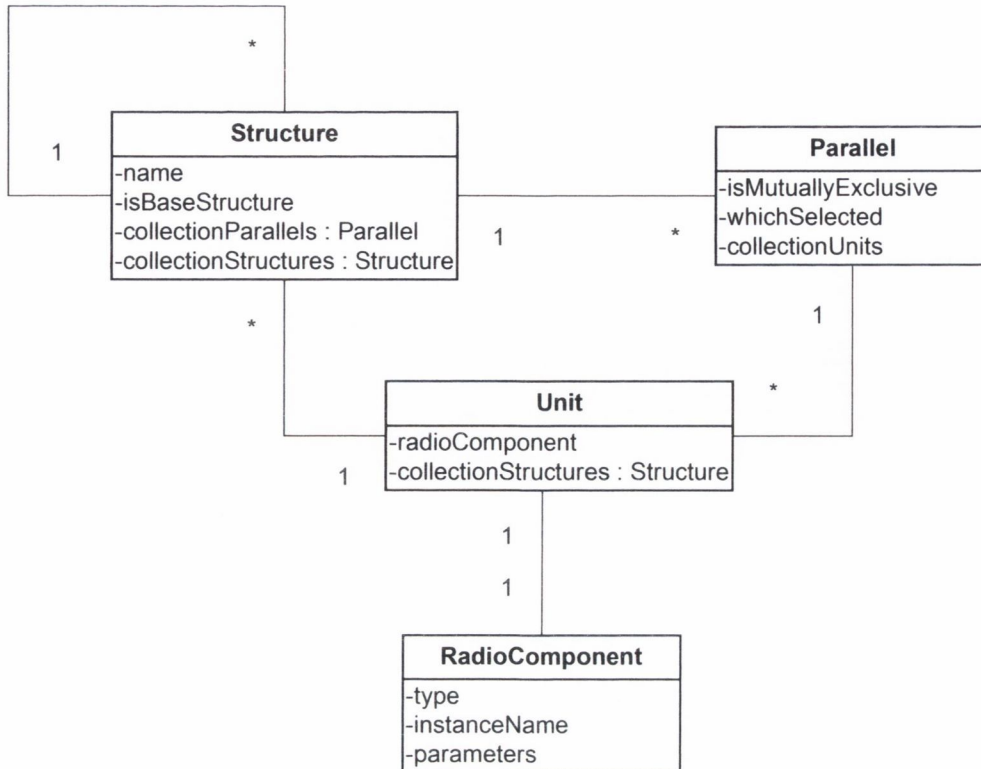 *
1
Structure
-name
-isBaseStructure
-collectionParallels : Parallel
-collectionStructures : Structure
Parallel
-isMutuallyExclusive
-whichSelected
-collectionUnits
1
*
*
1
*
Unit
-radioComponent
-collectionStructures : Structure
1
1
1
RadioComponent
-type
-instanceName
-parameters